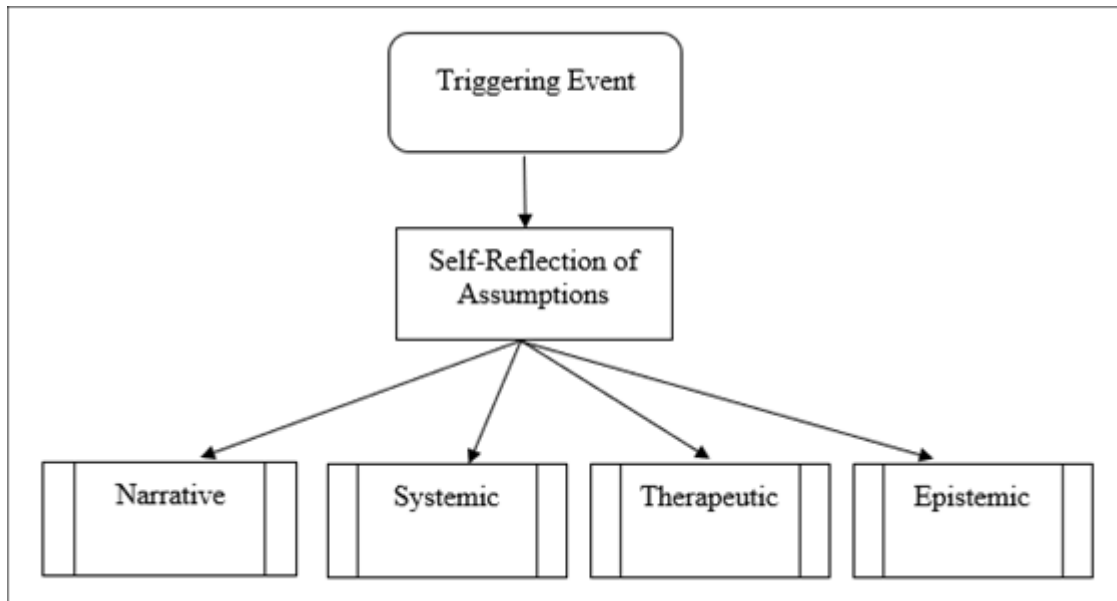 Triggering Event
Self-Reflection of
Assumptions
Narrative
Systemic
Therapeutic
Epistemic